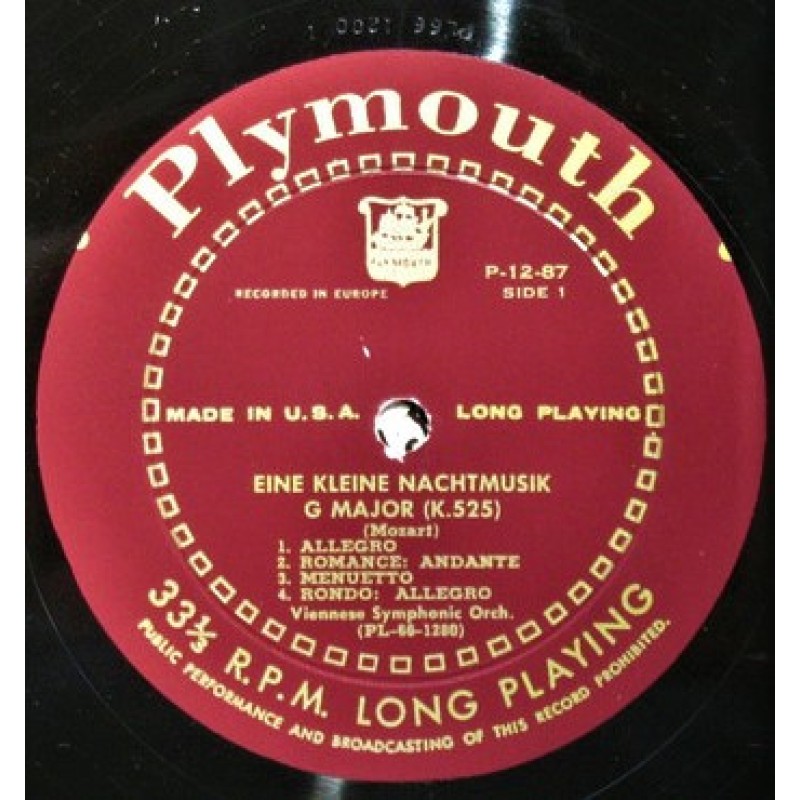 Plymouth
PLYMOUTH
P-12-87
RECORDED IN EUROPE
SIDE 1
MADE IN U.S.A.
LONG PLAYING
EINE KLEINE NACHTMUSIK
G MAJOR (K.525)
(Mozart)
1. ALLEGRO
2. ROMANCE: ANDANTE
3. MENUETTO
4. RONDO: ALLEGRO
Viennese Symphonic Orch.
(PL-66-1280)
33⅓ R.P.M. LONG PLAYING
PUBLIC PERFORMANCE AND BROADCASTING OF THIS RECORD PROHIBITED.